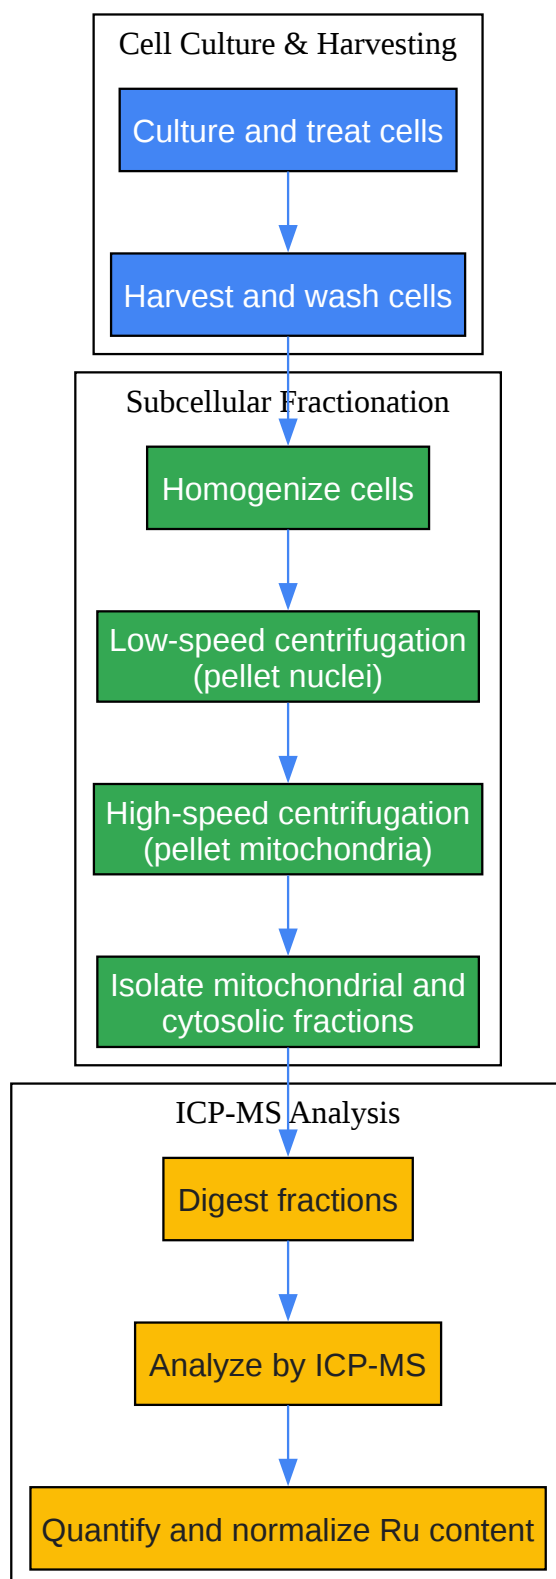 Cell Culture & Harvesting
Culture and treat cells
Harvest and wash cells
Subcellular Fractionation
Homogenize cells
Low-speed centrifugation
(pellet nuclei)
High-speed centrifugation
(pellet mitochondria)
Isolate mitochondrial and
cytosolic fractions
ICP-MS Analysis
Digest fractions
Analyze by ICP-MS
Quantify and normalize Ru content